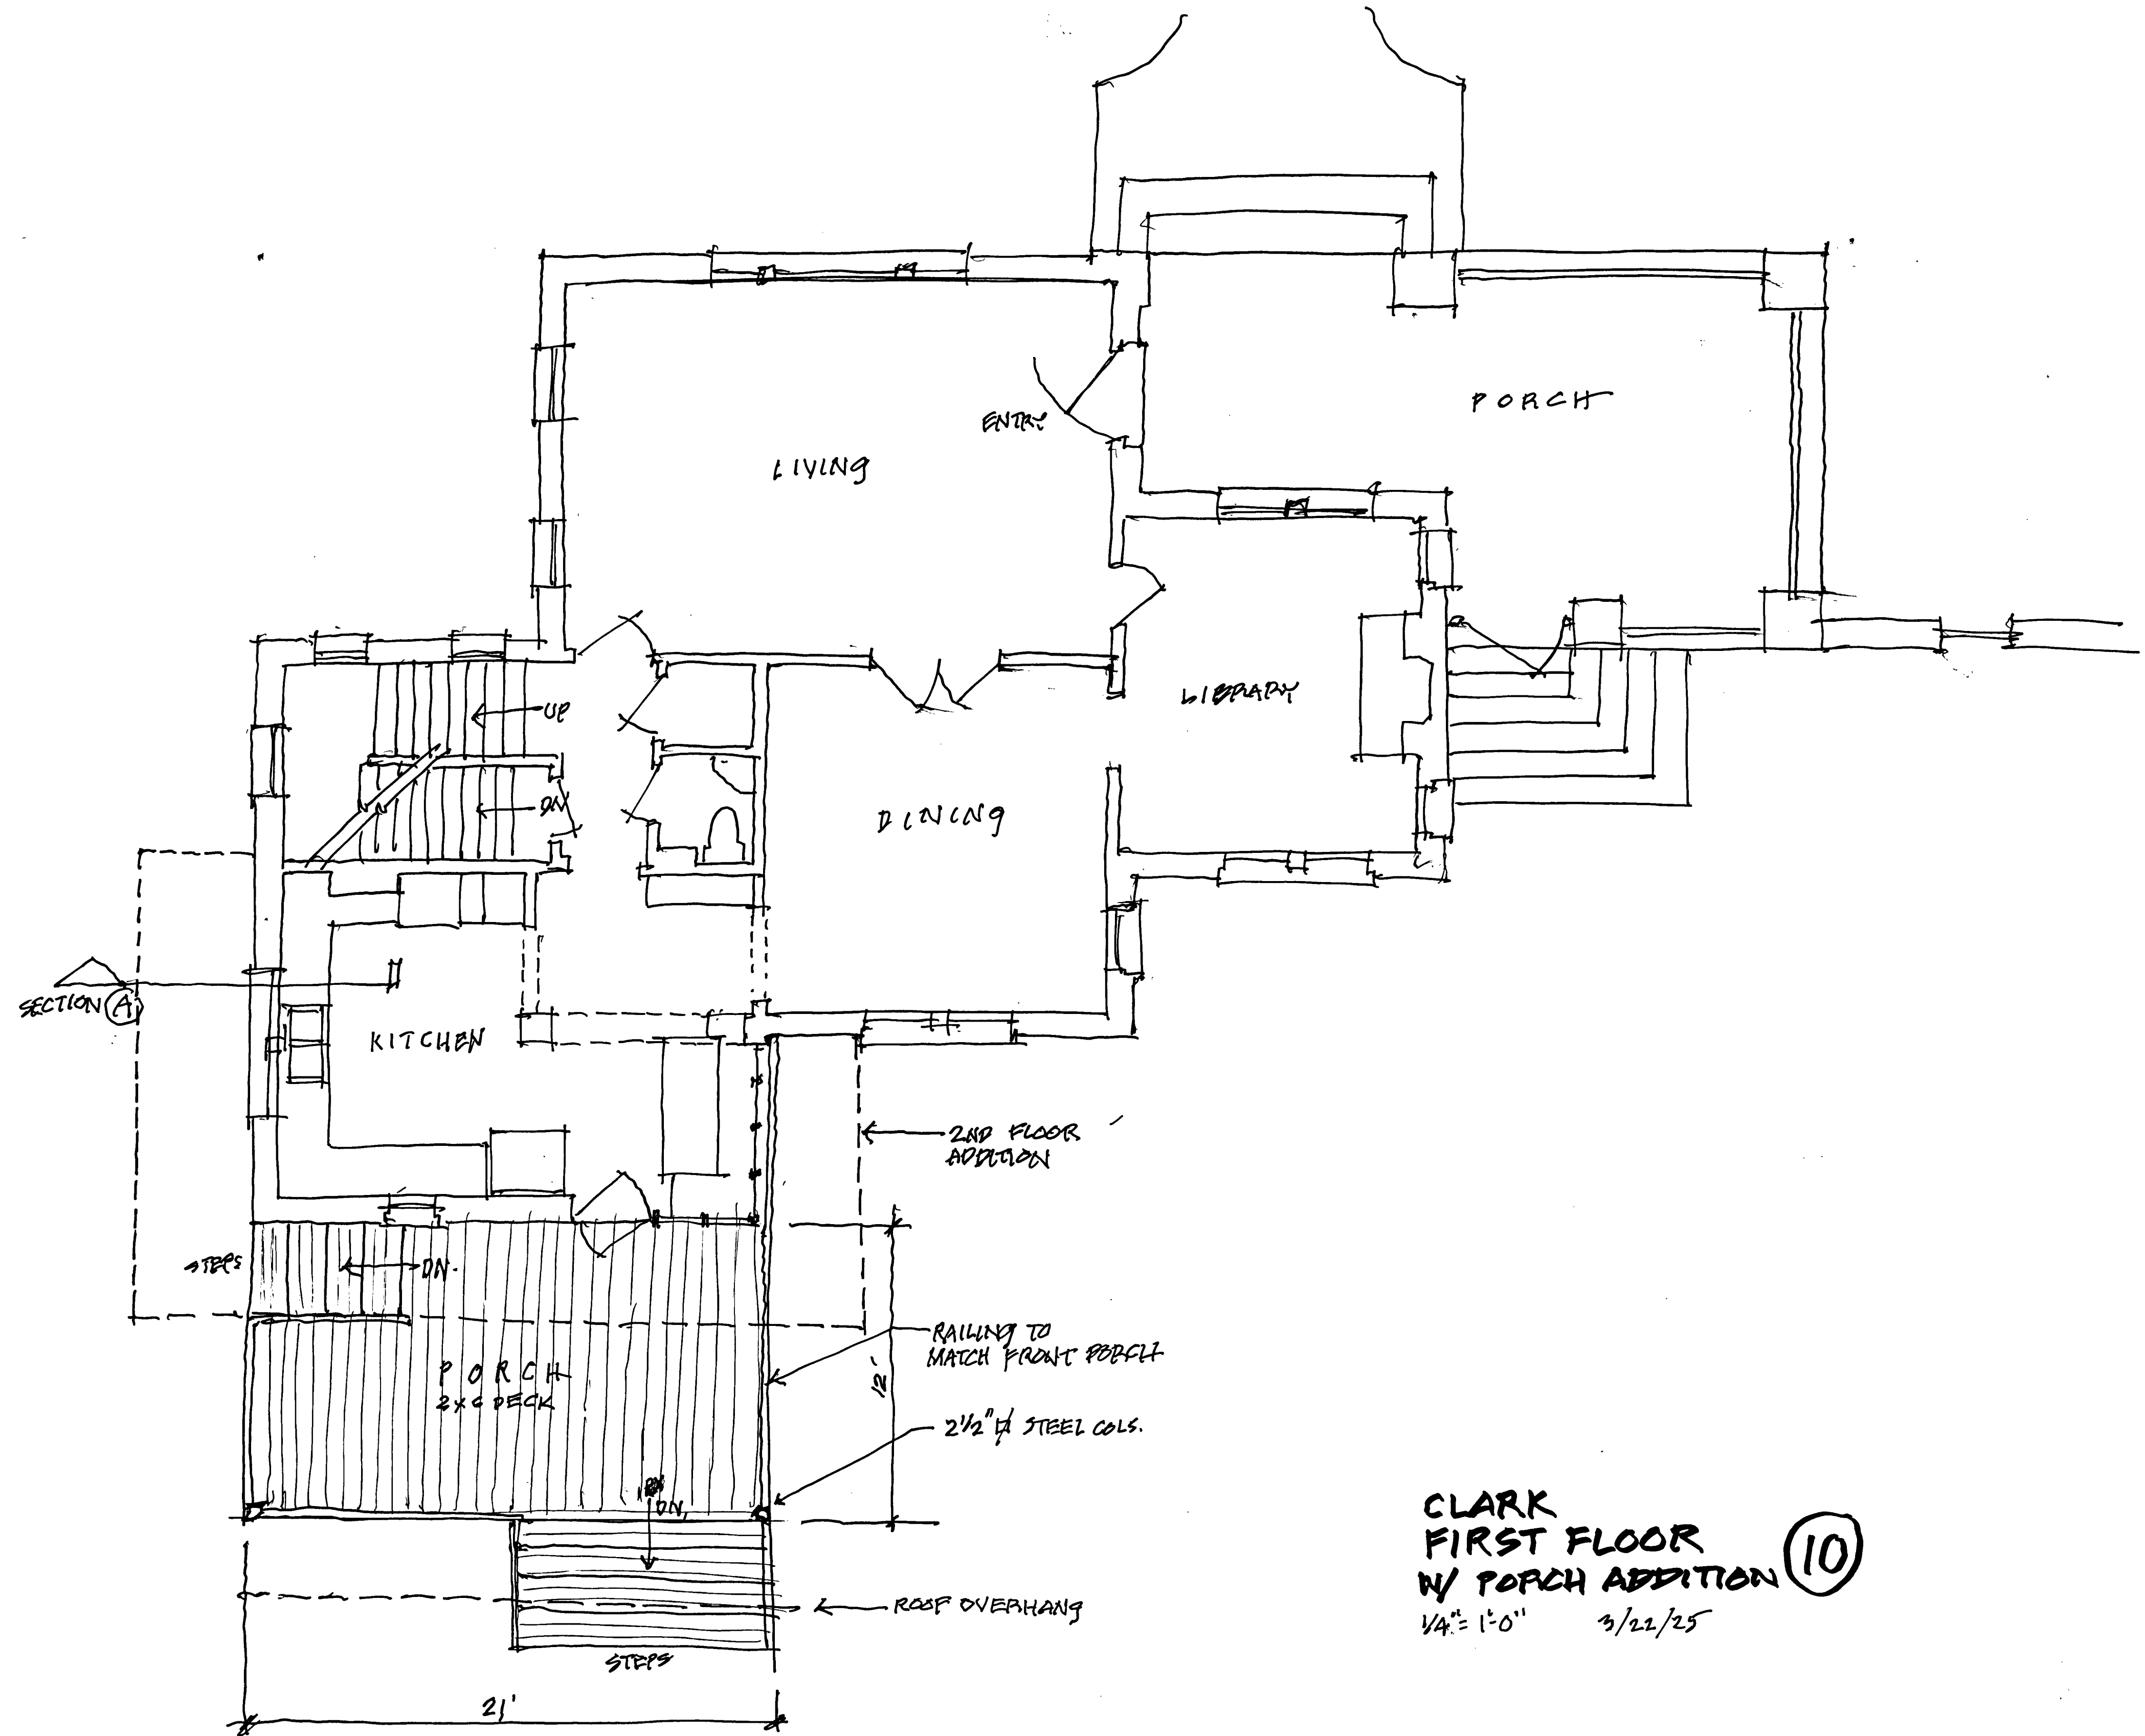 PORCH
ENTRY
LIVING
UP
LIBRARY
DN
DINING
SECTION A
KITCHEN
2ND FLOOR
ADDITION
STEPS
DN.
RAILING TO
MATCH FRONT PORCH
PORCH
2x6 DECK
12'
2 1/2" STEEL COLS.
DN.
CLARK
FIRST FLOOR
W/ PORCH ADDITION
10
1/4" = 1'-0" 3/22/25
ROOF OVERHANG
STEPS
21'